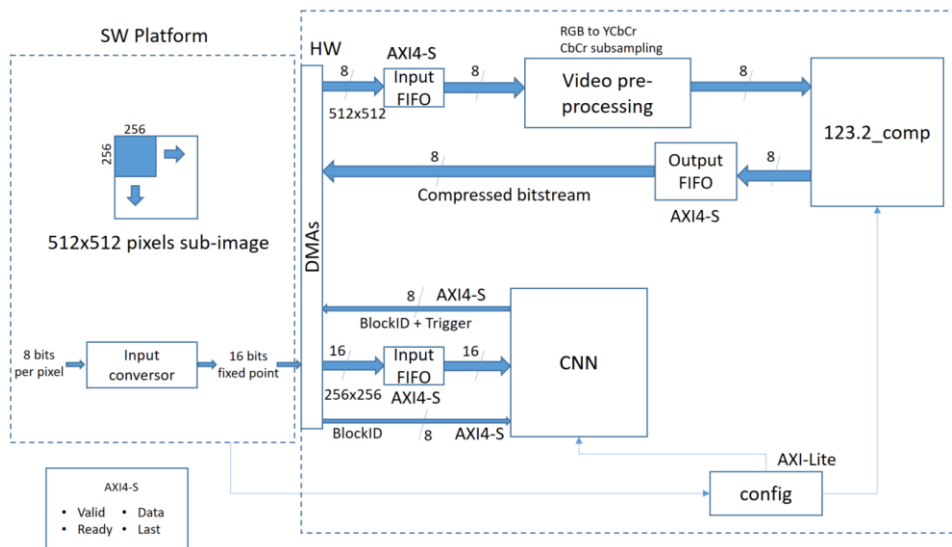 SW Platform
256
256
512x512 pixels sub-image
8 bits
per pixel
Input
conversor
16 bits
fixed point
AXI4-S
• Valid • Data
• Ready • Last
HW
DMAs
8
512x512
AXI4-S
Input
FIFO
8
RGB to YCbCr
CbCr subsampling
Video pre-
processing
8
123.2_comp
8
Output
FIFO
AXI4-S
8
Compressed bitstream
8
AXI4-S
BlockID + Trigger
16
256x256
Input
FIFO
AXI4-S
16
CNN
BlockID
8
AXI4-S
AXI-Lite
config